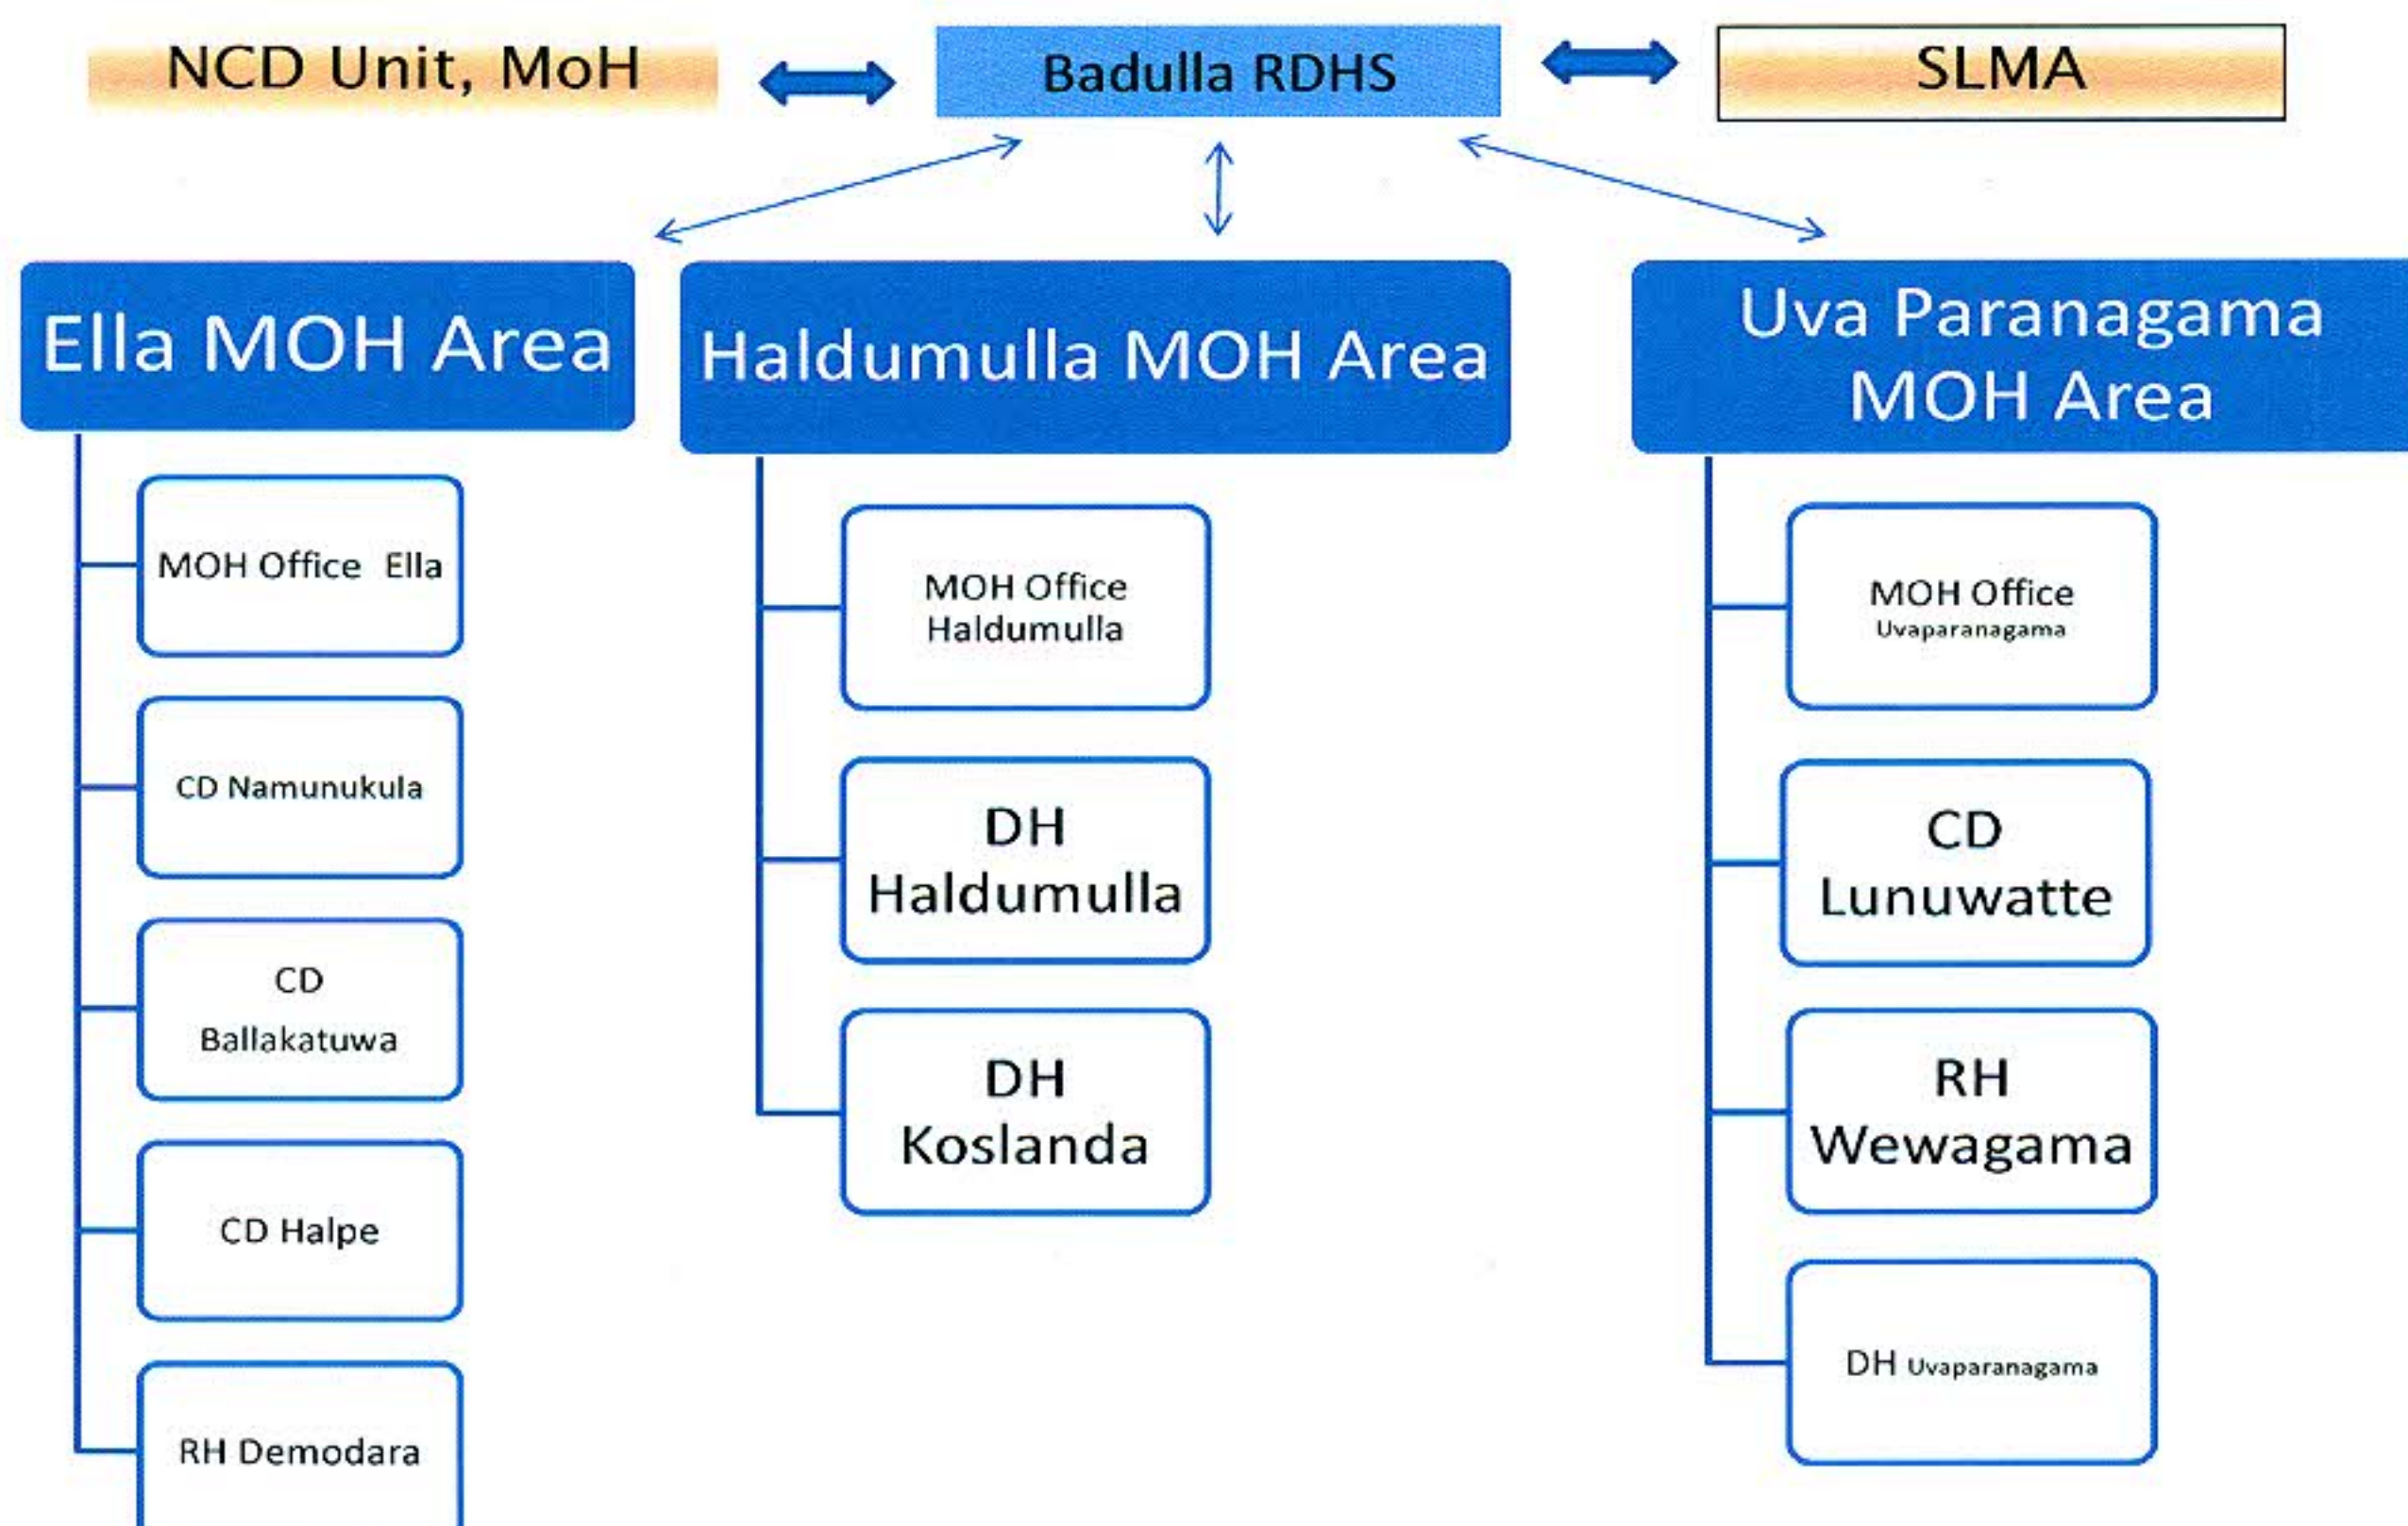 NCD Unit, MoH
Badulla RDHS
SLMA
Ella MOH Area
MOH Office Ella
CD Namunukula
CD
Ballakatuwa
CD Halpe
RH Demodara
Haldumulla MOH Area
MOH Office
Haldumulla
DH
Haldumulla
DH
Koslanda
Uva Paranagama
MOH Area
MOH Office
Uvaparanagama
CD
Lunuwatte
RH
Wewagama
DH Uvaparanagama